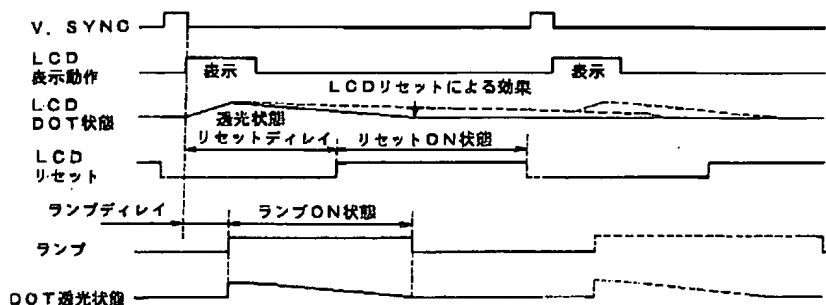 V. SYNC
LCD
表示動作
表示
表示
LCDリセットによる効果
LCD
DOT状態
透光状態
リセットディレイ
リセットON状態
LCD
リセット
ランプディレイ
ランプON状態
ランプ
DOT透光状態